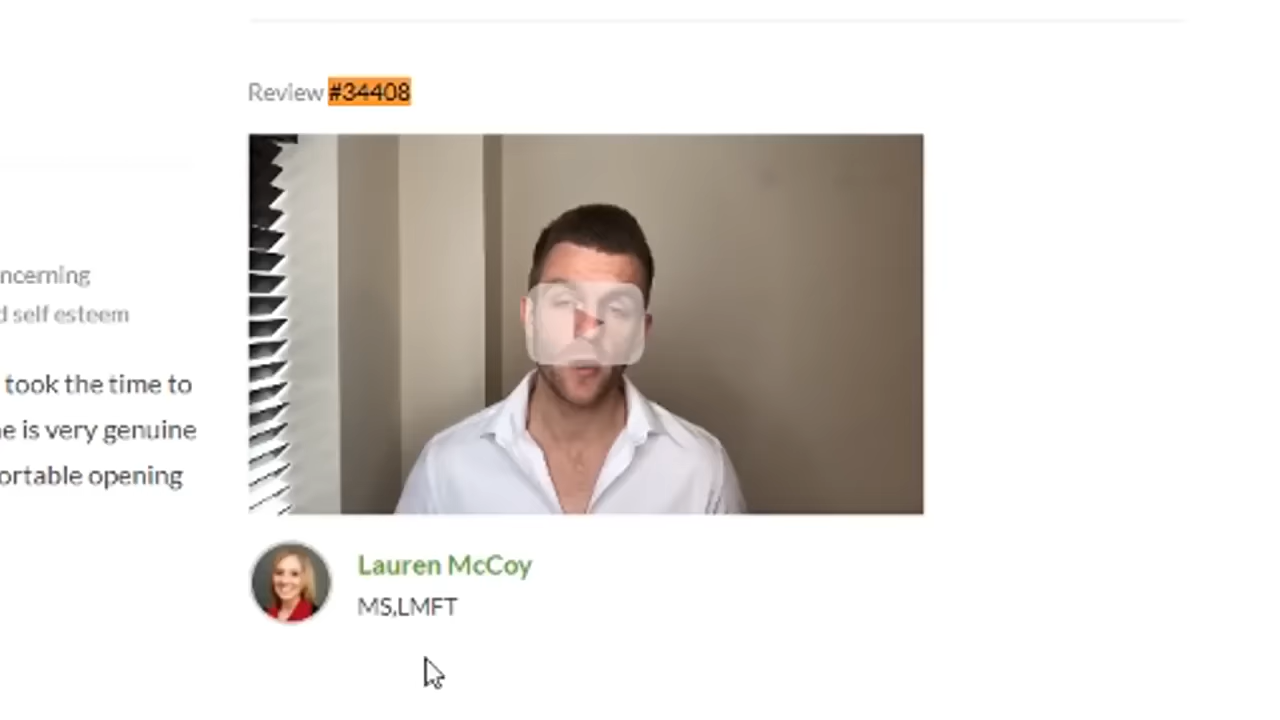 Review #34408
ncerning
d self esteem
took the time to
e is very genuine
ortable opening
Lauren McCoy
MS,LMFT